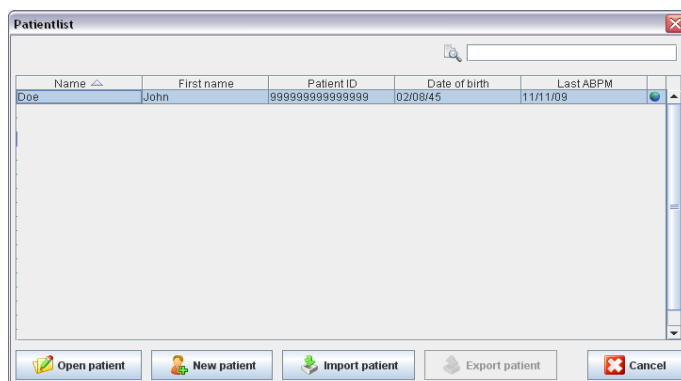 Patientlist
Name First name Patient ID Date of birth Last ABPM
Doe John 999999999999999 02/08/45 11/11/09
Open patient New patient Import patient Export patient Cancel